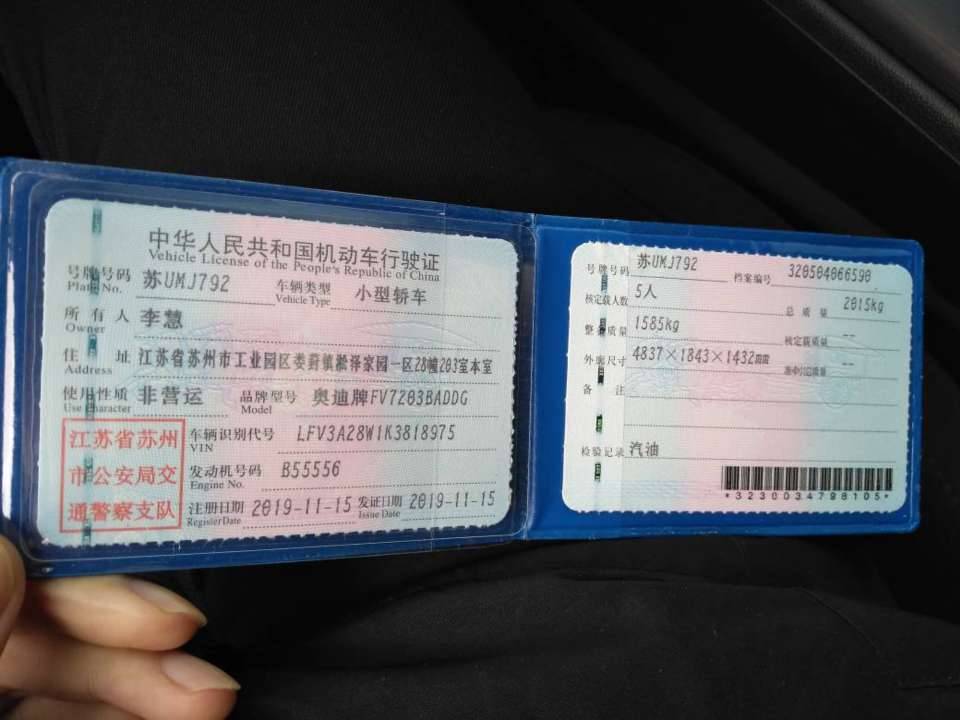 中华人民共和国机动车行驶证
Vehicle License of the People's Republic of China
号牌号码 苏UMJ792 车辆类型 小型轿车
Plate No. Vehicle Type
所有人 李慧
Owner
住址 江苏省苏州市工业园区娄葑镇淞泽家园一区28幢203室本室
Address
使用性质 非营运 品牌型号 奥迪牌FV7203BADDG
Use Character Model
江苏省苏州
市公安局交
通警察支队
车辆识别代号 LFV3A28W1K3818975
VIN
发动机号码 B55556
Engine No.
注册日期 2019-11-15 发证日期 2019-11-15
Register Date Issue Date
号牌号码 苏UMJ792 档案编号 320504066590
核定载人数 5人 总质量 2015kg
整备质量 1585kg 核定载质量 --
外廓尺寸 4837×1843×1432 准牵引总质量 --
备注
检验记录 汽油
*3230034798105*